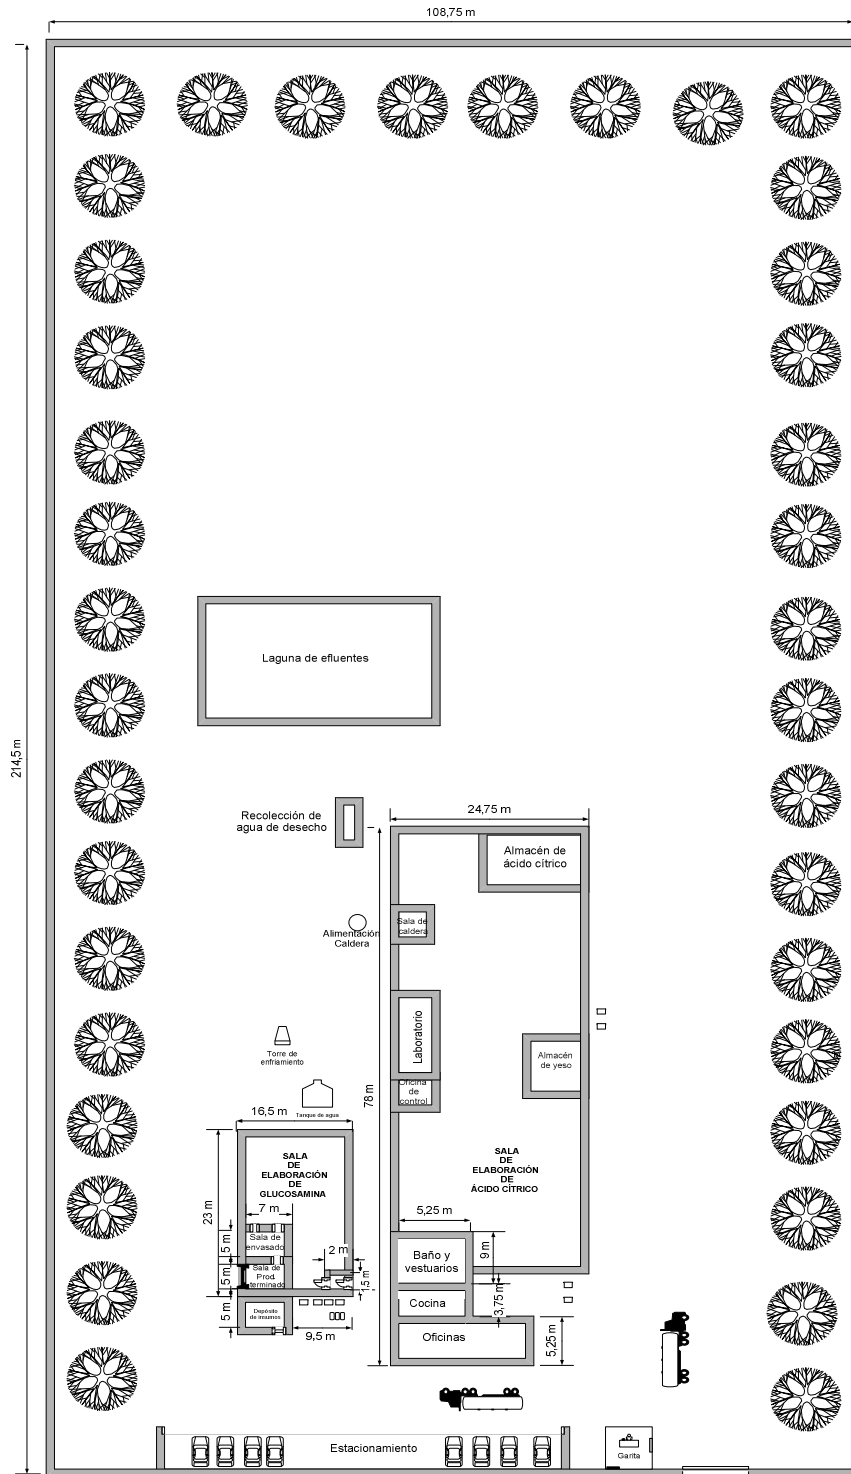 108,75 m
214,5 m
Laguna de efluentes
Recolección de
agua de desecho
24,75 m
Almacén de
ácido cítrico
Sala de
caldera
Alimentación
Caldera
Laboratorio
Torre de
enfriamiento
Almacén
de yeso
Oficina
de
control
78 m
Tanque de agua
16,5 m
SALA
DE
ELABORACIÓN
DE
GLUCOSAMINA
SALA
DE
ELABORACIÓN
DE
ÁCIDO CÍTRICO
23 m
7 m
5,25 m
5 m
Sala de
envasado
2 m
9 m
Baño y
vestuarios
5 m
Sala de
Prod.
terminado
1,5 m
3,75 m
Cocina
5 m
Depósito
de insumos
9,5 m
Oficinas
5,25 m
Estacionamiento
Garita